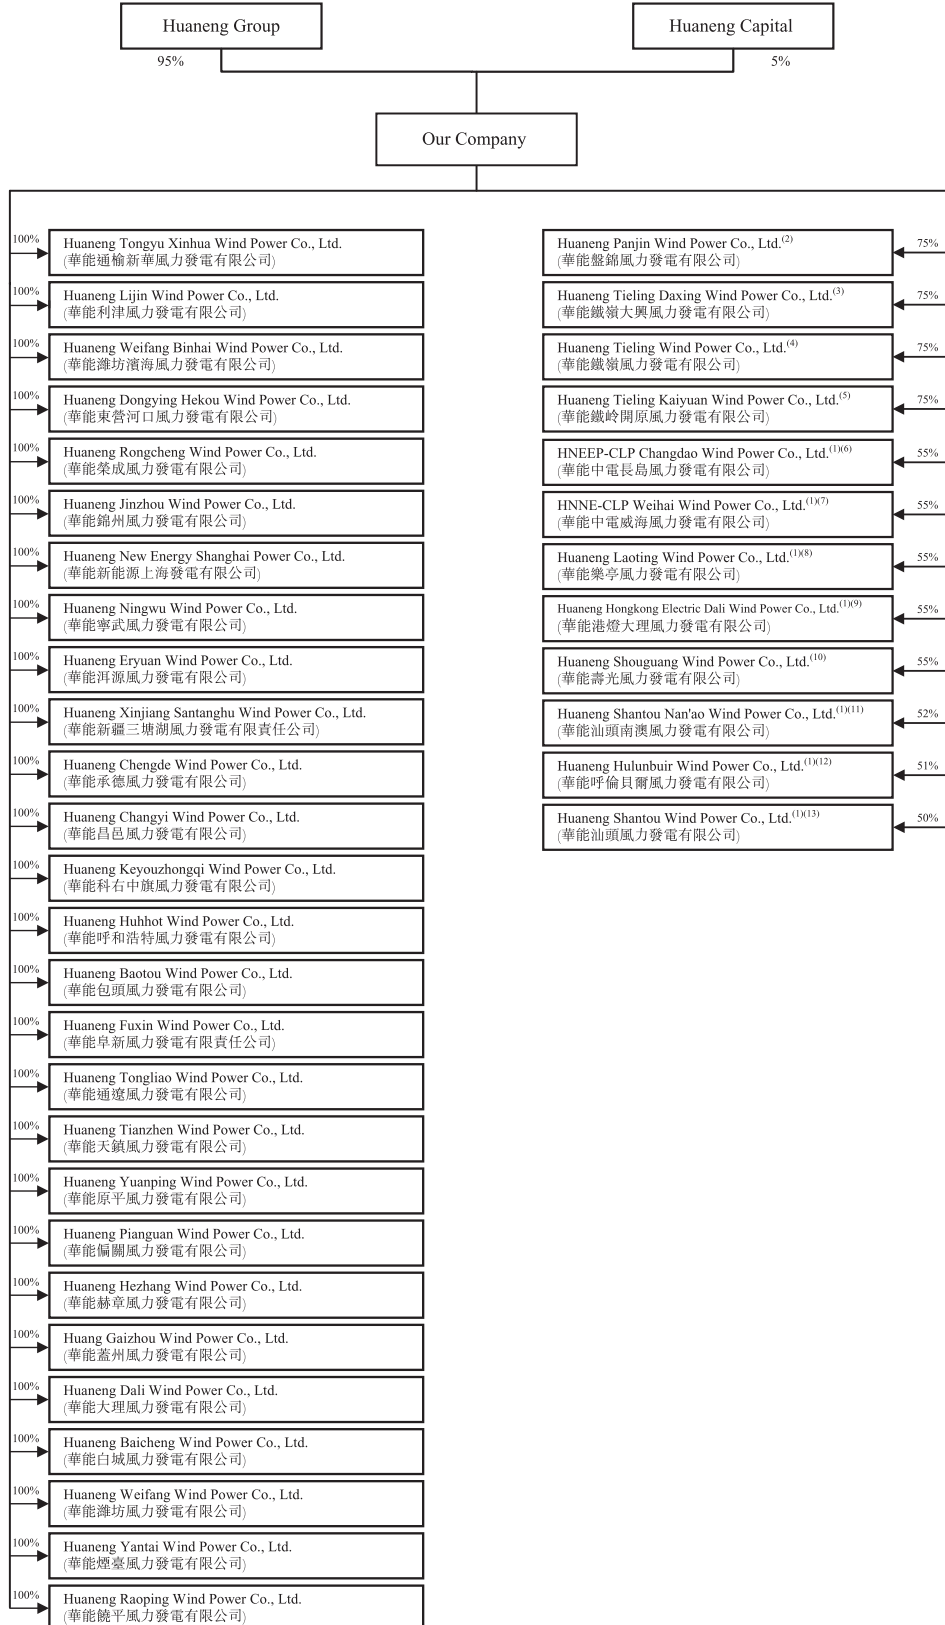 Huaneng Group
Huaneng Capital
95%
5%
Our Company
100%
Huaneng Tongyu Xinhua Wind Power Co., Ltd.
(華能通榆新華風力發電有限公司)
100%
Huaneng Lijin Wind Power Co., Ltd.
(華能利津風力發電有限公司)
100%
Huaneng Weifang Binhai Wind Power Co., Ltd.
(華能濰坊濱海風力發電有限公司)
100%
Huaneng Dongying Hekou Wind Power Co., Ltd.
(華能東營河口風力發電有限公司)
100%
Huaneng Rongcheng Wind Power Co., Ltd.
(華能榮成風力發電有限公司)
100%
Huaneng Jinzhou Wind Power Co., Ltd.
(華能錦州風力發電有限公司)
100%
Huaneng New Energy Shanghai Power Co., Ltd.
(華能新能源上海發電有限公司)
100%
Huaneng Ningwu Wind Power Co., Ltd.
(華能寧武風力發電有限公司)
100%
Huaneng Eryuan Wind Power Co., Ltd.
(華能洱源風力發電有限公司)
100%
Huaneng Xinjiang Santanghu Wind Power Co., Ltd.
(華能新疆三塘湖風力發電有限責任公司)
100%
Huaneng Chengde Wind Power Co., Ltd.
(華能承德風力發電有限公司)
100%
Huaneng Changyi Wind Power Co., Ltd.
(華能昌邑風力發電有限公司)
100%
Huaneng Keyouzhongqi Wind Power Co., Ltd.
(華能科右中旗風力發電有限公司)
100%
Huaneng Huhhot Wind Power Co., Ltd.
(華能呼和浩特風力發電有限公司)
100%
Huaneng Baotou Wind Power Co., Ltd.
(華能包頭風力發電有限公司)
100%
Huaneng Fuxin Wind Power Co., Ltd.
(華能阜新風力發電有限責任公司)
100%
Huaneng Tongliao Wind Power Co., Ltd.
(華能通遼風力發電有限公司)
100%
Huaneng Tianzhen Wind Power Co., Ltd.
(華能天鎮風力發電有限公司)
100%
Huaneng Yuanping Wind Power Co., Ltd.
(華能原平風力發電有限公司)
100%
Huaneng Pianguan Wind Power Co., Ltd.
(華能偏關風力發電有限公司)
100%
Huaneng Hezhang Wind Power Co., Ltd.
(華能赫章風力發電有限公司)
100%
Huang Gaizhou Wind Power Co., Ltd.
(華能蓋州風力發電有限公司)
100%
Huaneng Dali Wind Power Co., Ltd.
(華能大理風力發電有限公司)
100%
Huaneng Baicheng Wind Power Co., Ltd.
(華能白城風力發電有限公司)
100%
Huaneng Weifang Wind Power Co., Ltd.
(華能濰坊風力發電有限公司)
100%
Huaneng Yantai Wind Power Co., Ltd.
(華能煙臺風力發電有限公司)
100%
Huaneng Raoping Wind Power Co., Ltd.
(華能饒平風力發電有限公司)
Huaneng Panjin Wind Power Co., Ltd.(2)
(華能盤錦風力發電有限公司)
75%
Huaneng Tieling Daxing Wind Power Co., Ltd.(3)
(華能鐵嶺大興風力發電有限公司)
75%
Huaneng Tieling Wind Power Co., Ltd.(4)
(華能鐵嶺風力發電有限公司)
75%
Huaneng Tieling Kaiyuan Wind Power Co., Ltd.(5)
(華能鐵岭開原風力發電有限公司)
75%
HNEEP-CLP Changdao Wind Power Co., Ltd.(1)(6)
(華能中電長島風力發電有限公司)
55%
HNNE-CLP Weihai Wind Power Co., Ltd.(1)(7)
(華能中電威海風力發電有限公司)
55%
Huaneng Laoting Wind Power Co., Ltd.(1)(8)
(華能樂亭風力發電有限公司)
55%
Huaneng Hongkong Electric Dali Wind Power Co., Ltd.(1)(9)
(華能港燈大理風力發電有限公司)
55%
Huaneng Shouguang Wind Power Co., Ltd.(10)
(華能壽光風力發電有限公司)
55%
Huaneng Shantou Nan'ao Wind Power Co., Ltd.(1)(11)
(華能汕頭南澳風力發電有限公司)
52%
Huaneng Hulunbuir Wind Power Co., Ltd.(1)(12)
(華能呼倫貝爾風力發電有限公司)
51%
Huaneng Shantou Wind Power Co., Ltd.(1)(13)
(華能汕頭風力發電有限公司)
50%